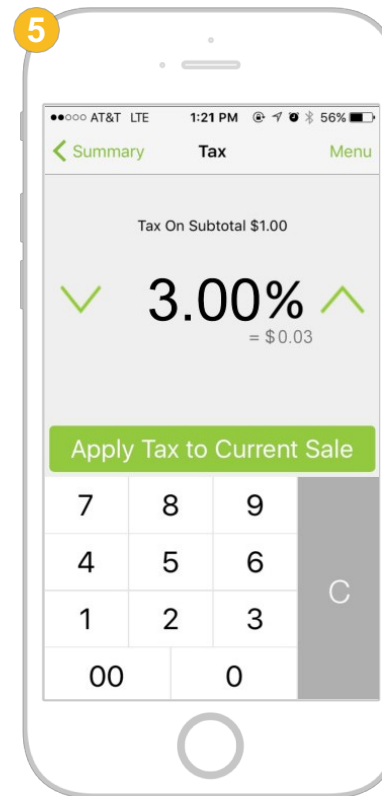 5
AT&T LTE 1:21 PM 56%
Summary Tax Menu
Tax On Subtotal $1.00
3.00%
= $0.03
Apply Tax to Current Sale
7 8 9
4 5 6
1 2 3
C
00 0